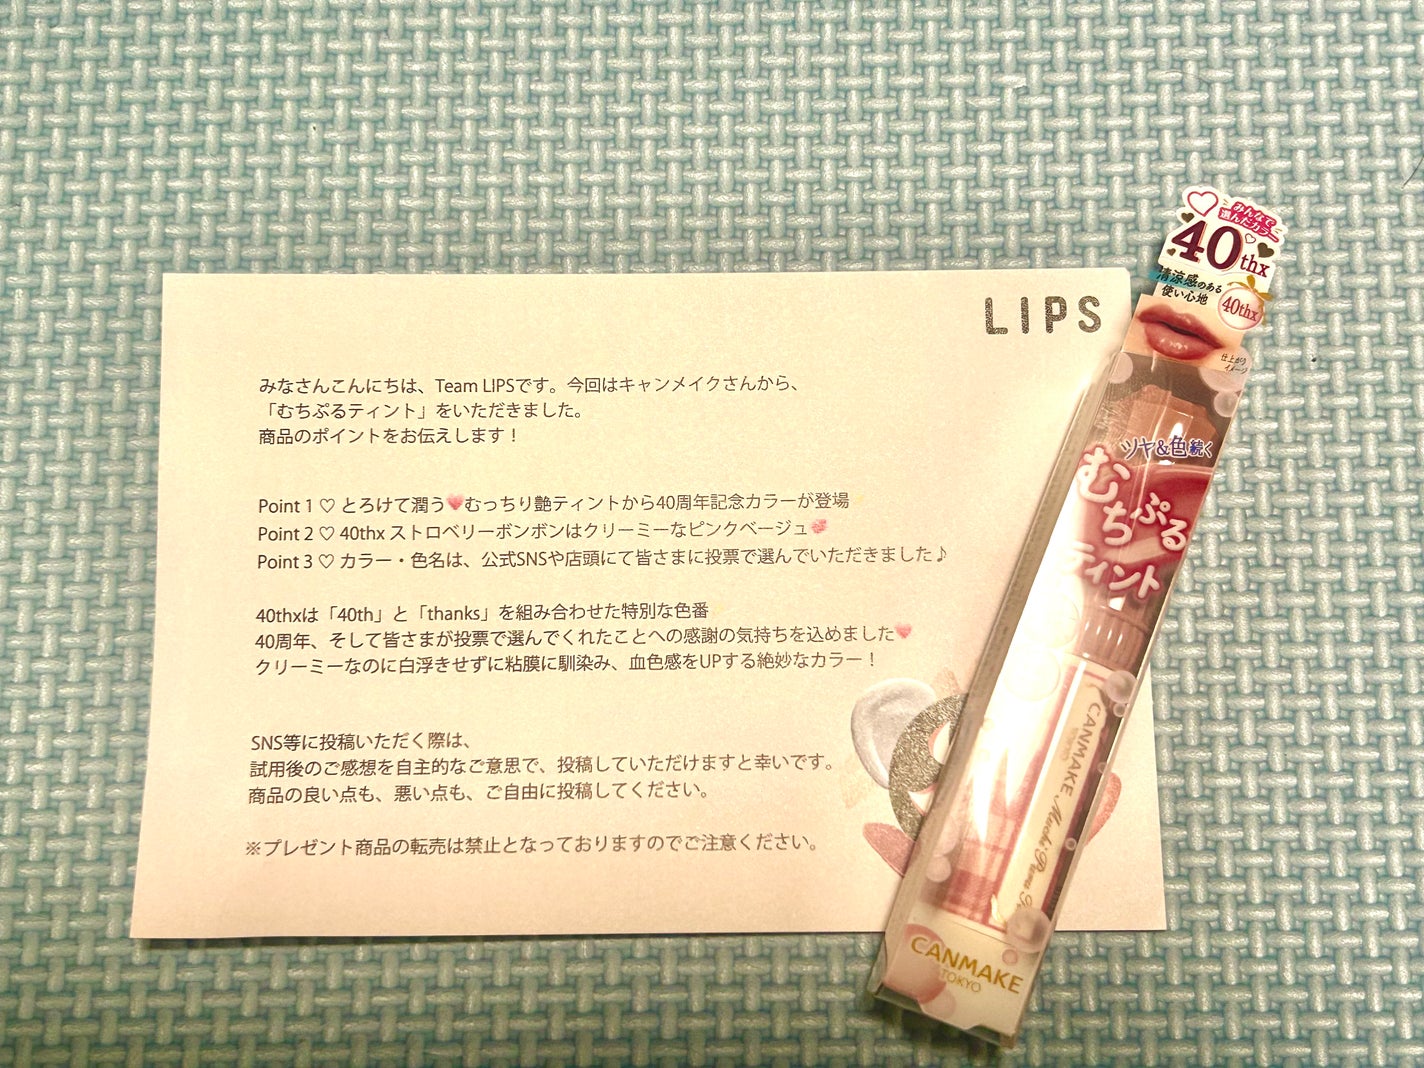 LIPS
みなさんこんにちは、Team LIPSです。今回はキャンメイクさんから、
「むちぷるティント」をいただきました。
商品のポイントをお伝えします！
Point 1 ♡ とろけて潤う💗むっちり艶ティントから40周年記念カラーが登場
Point 2 ♡ 40thx ストロベリーボンボンはクリーミーなピンクベージュ💞
Point 3 ♡ カラー・色名は、公式SNSや店頭にて皆さまに投票で選んでいただきました♪
40thxは「40th」と「thanks」を組み合わせた特別な色番
40周年、そして皆さまが投票で選んでくれたことへの感謝の気持ちを込めました💗
クリーミーなのに白浮きせずに粘膜に馴染み、血色感をUPする絶妙なカラー！
SNS等に投稿いただく際は、
試用後のご感想を自主的なご意思で、投稿していただけますと幸いです。
商品の良い点も、悪い点も、ご自由に投稿してください。
※プレゼント商品の転売は禁止となっておりますのでご注意ください。
みんなで
選んだカラー
40thx
清涼感のある
使い心地
40thx
仕上がり
イメージ
ツヤ&色続く
むちぷる
ティント
CANMAKE
CANMAKE
TOKYO